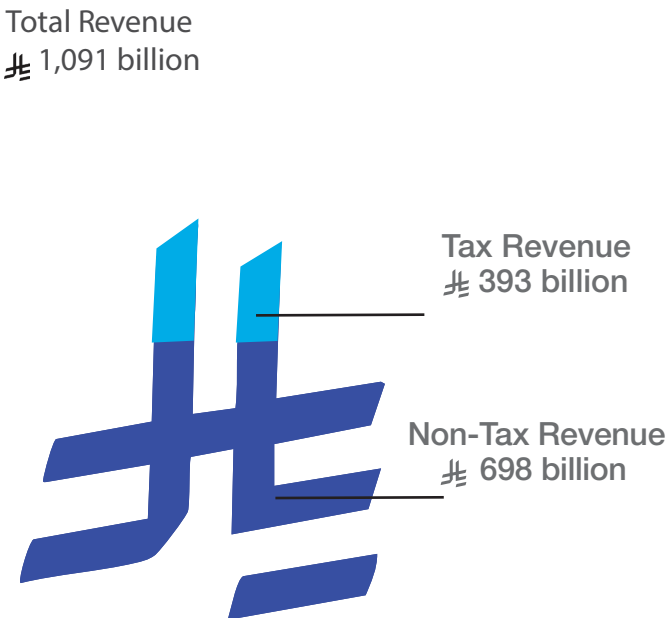 Total Revenue
⃁ 1,091 billion
Tax Revenue
⃁ 393 billion
Non-Tax Revenue
⃁ 698 billion